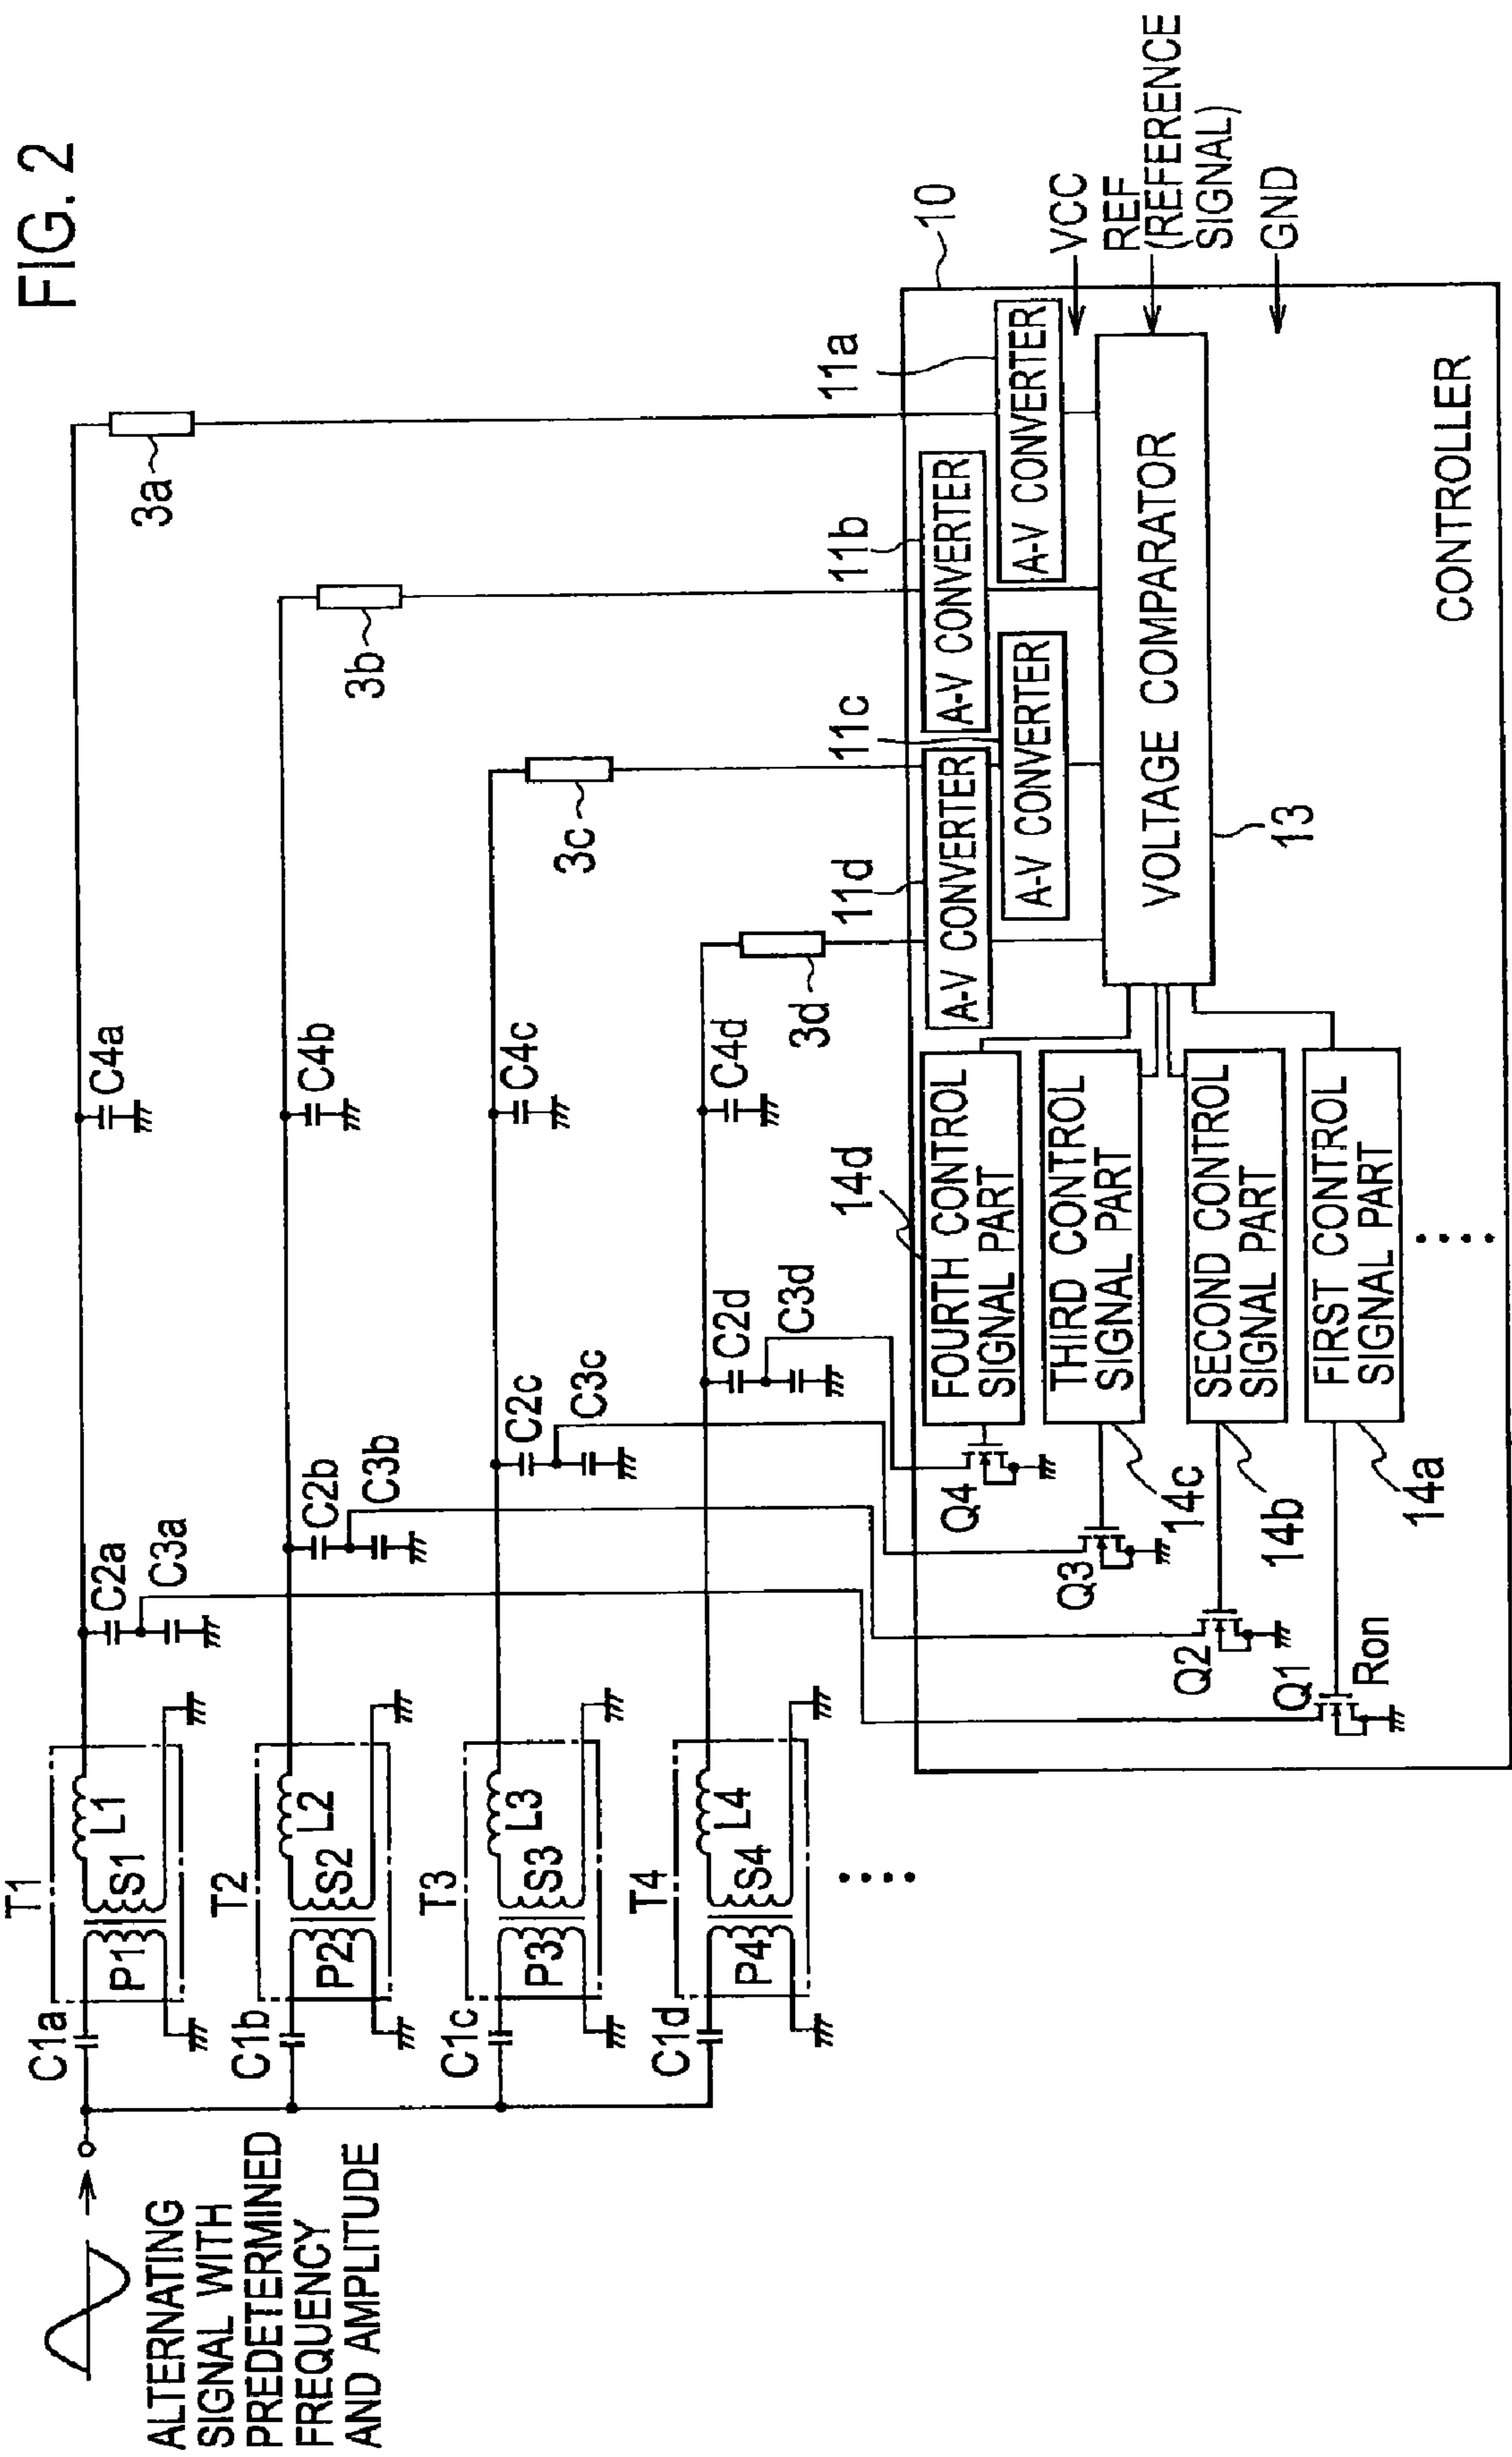 FIG. 2
ALTERNATING
SIGNAL WITH
PREDETERMINED
FREQUENCY
AND AMPLITUDE
C1a
T1
P1
S1
L1
C2a
C3a
C4a
3a
C1b
T2
P2
S2
L2
C2b
C3b
C4b
3b
C1c
T3
P3
S3
L3
C2c
C3c
C4c
3c
C1d
T4
P4
S4
L4
C2d
C3d
C4d
3d
10
11a
A-V CONVERTER
11b
A-V CONVERTER
11c
A-V CONVERTER
11d
A-V CONVERTER
VCC
REF
(REFERENCE
SIGNAL)
GND
VOLTAGE COMPARATOR
13
14d
FOURTH CONTROL
SIGNAL PART
Q4
THIRD CONTROL
SIGNAL PART
14c
Q3
SECOND CONTROL
SIGNAL PART
14b
Q2
FIRST CONTROL
SIGNAL PART
14a
Q1
Ron
CONTROLLER